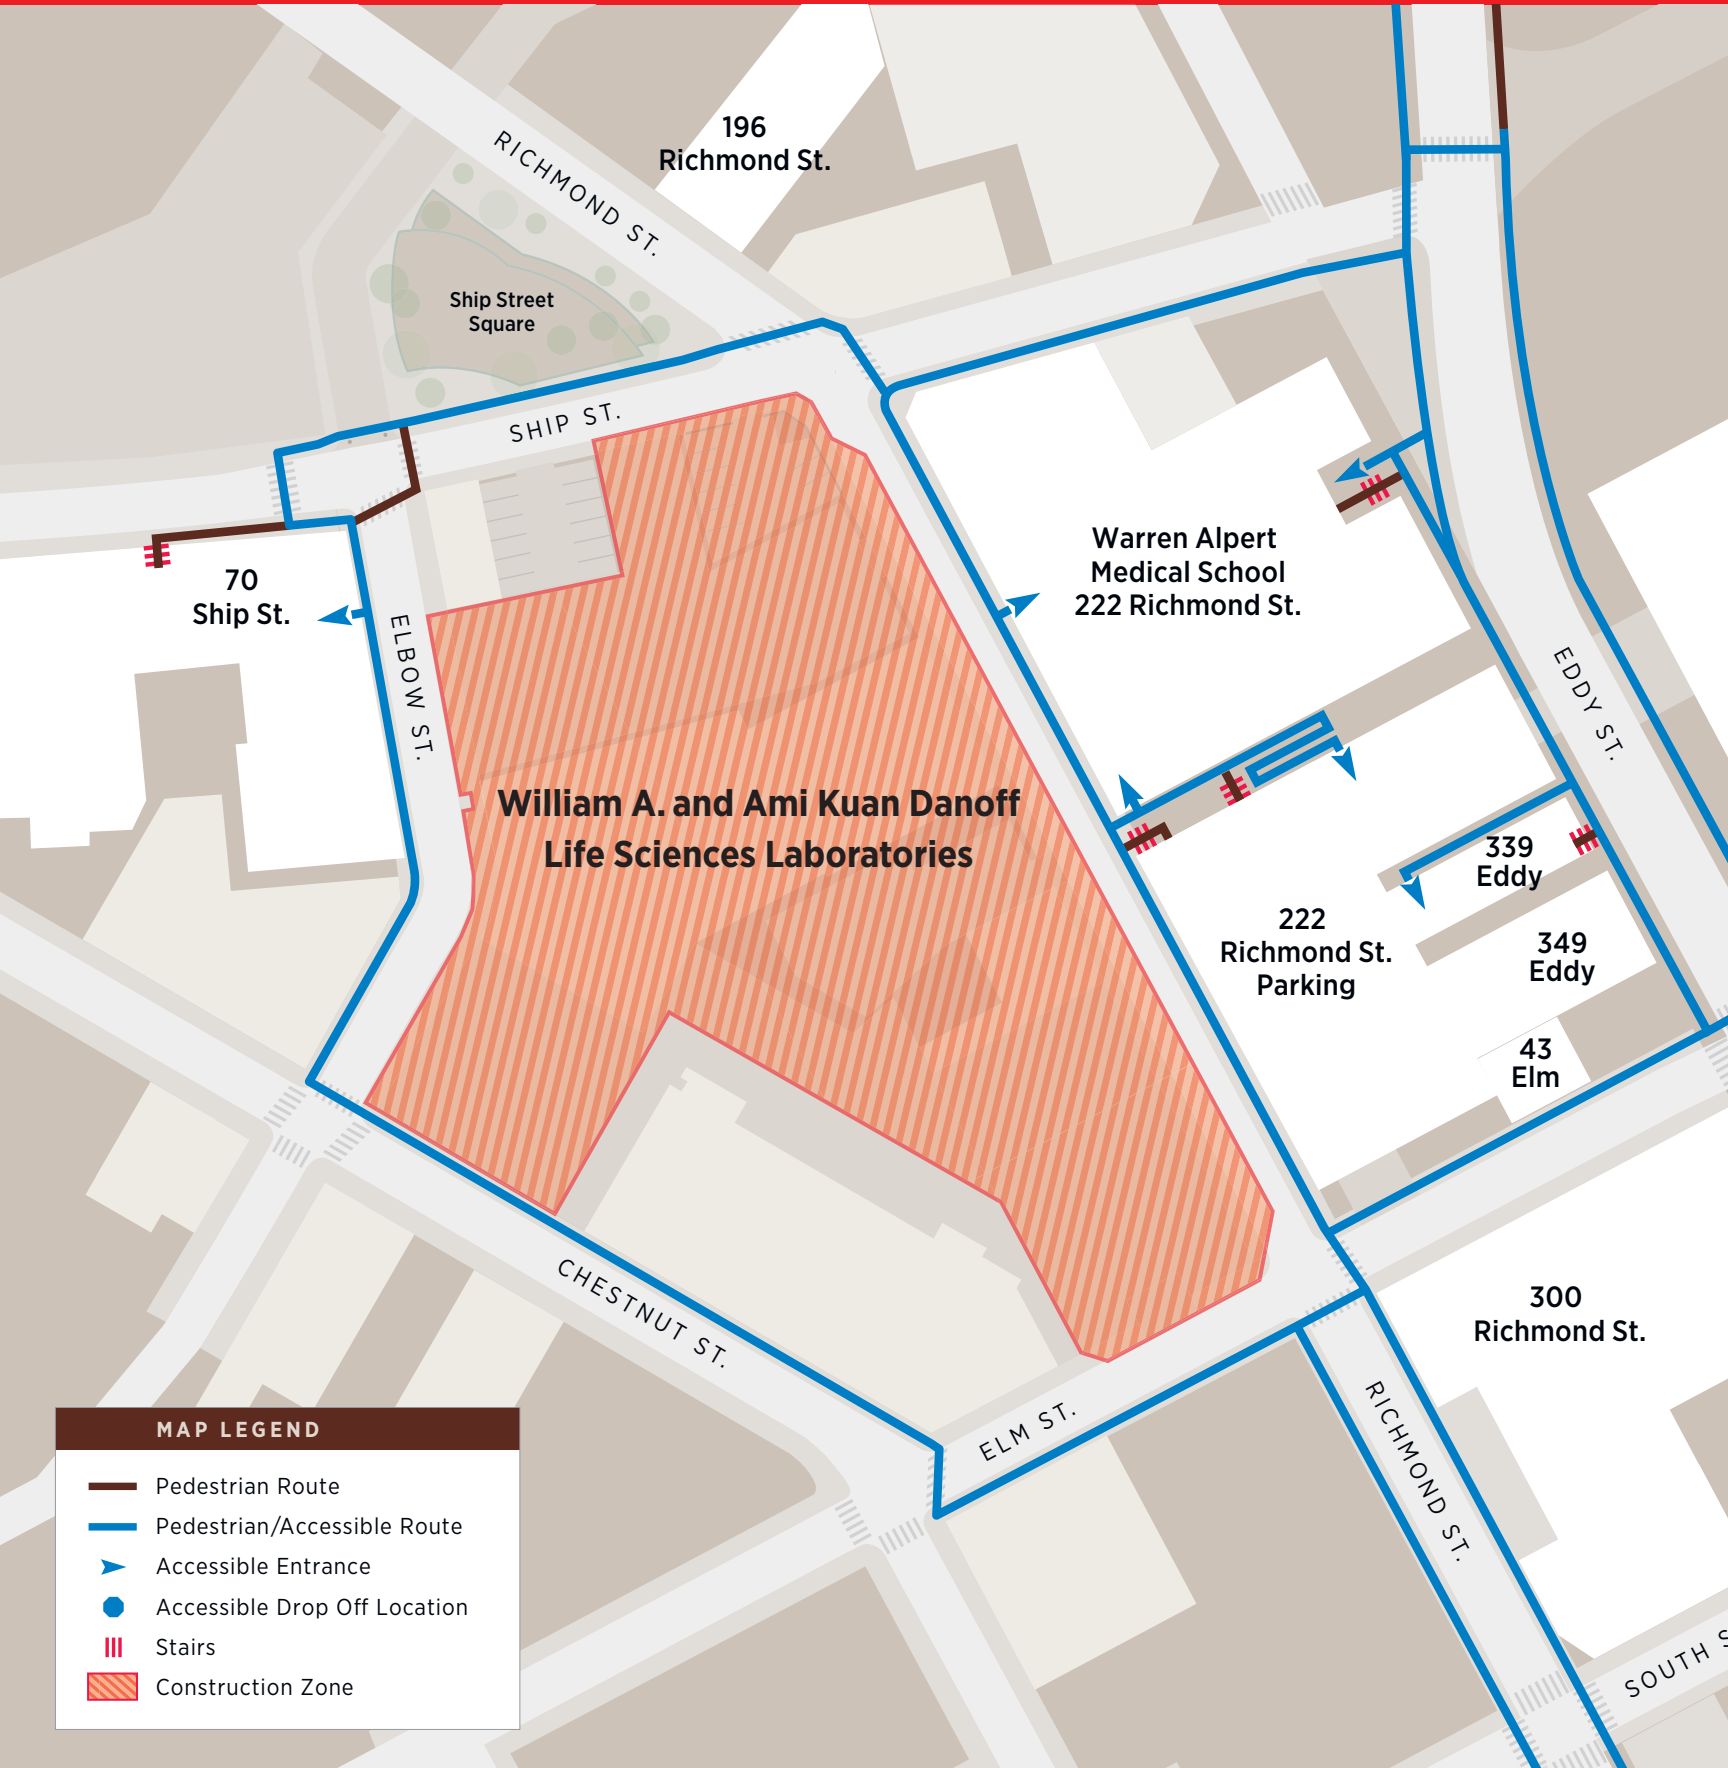 196
Richmond St.
RICHMOND ST.
Ship Street
Square
SHIP ST.
70
Ship St.
ELBOW ST.
Warren Alpert
Medical School
222 Richmond St.
EDDY ST.
William A. and Ami Kuan Danoff
Life Sciences Laboratories
339
Eddy
222
Richmond St.
Parking
349
Eddy
43
Elm
CHESTNUT ST.
300
Richmond St.
ELM ST.
RICHMOND ST.
SOUTH S
MAP LEGEND
Pedestrian Route
Pedestrian/Accessible Route
Accessible Entrance
Accessible Drop Off Location
Stairs
Construction Zone